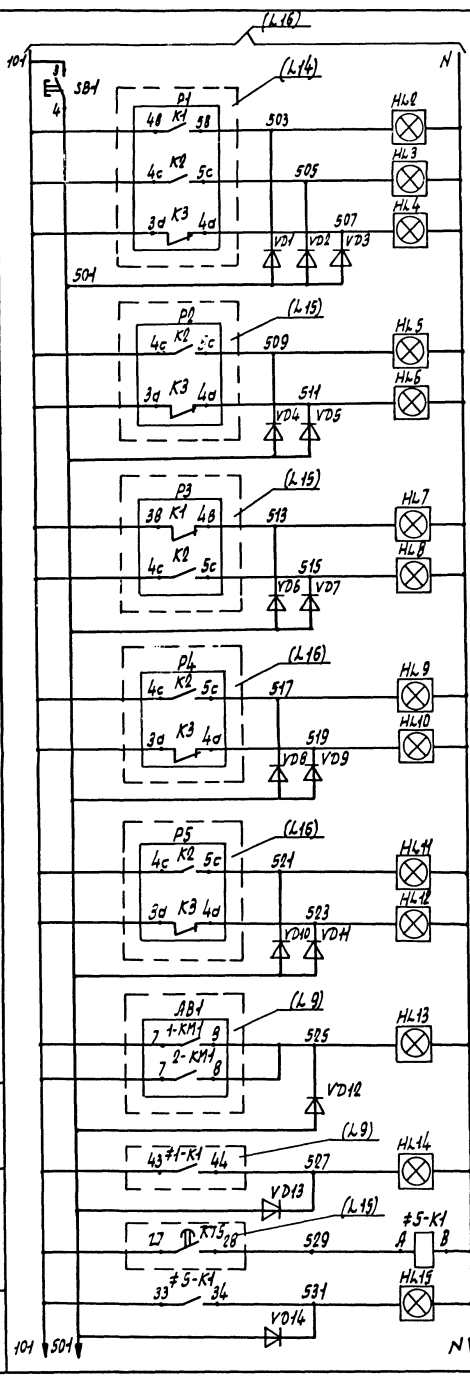 (L16)
101 N
3
SB1
4
(L14)
P1
4в K1 5в 503 HL2
4c K2 5c 505 HL3
3d K3 4d 507 HL4
VD1 VD2 VD3
501
P2 (L15)
4c K2 5c 509 HL5
3d K3 4d 511 HL6
VD4 VD5
P3 (L15)
3в K1 4в 513 HL7
4c K2 5c 515 HL8
VD6 VD7
P4 (L16)
4c K2 5c 517 HL9
3d K3 4d 519 HL10
VD8 VD9
P5 (L16)
4c K2 5c 521 HL11
3d K3 4d 523 HL12
VD10 VD11
AB1 (L9)
7 1-KM1 9 525 HL13
7 2-KM1 8
VD12
(L9)
43 ≠1-K1 44 527 HL14
VD13
(L15)
27 KT5 28 529 A ≠5-K1 B
≠5-K1
33 34 531 HL15
VD14
101 501 N